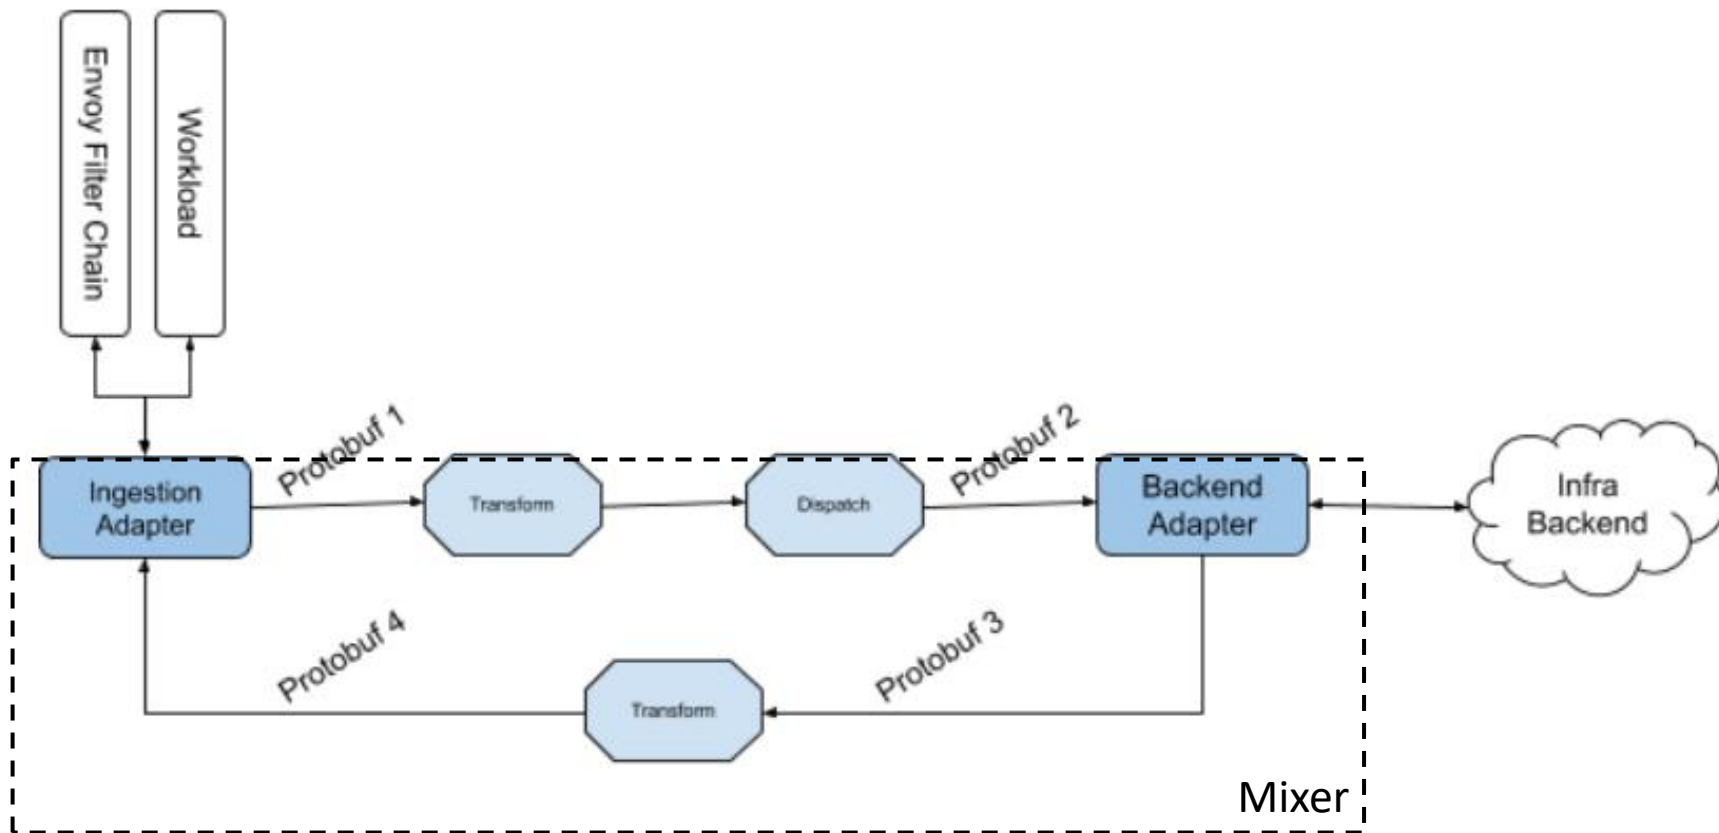 Envoy Filter Chain
Workload
Protobuf 1
Protobuf 2
Ingestion
Adapter
Transform
Dispatch
Backend
Adapter
Infra
Backend
Protobuf 4
Protobuf 3
Transform
Mixer